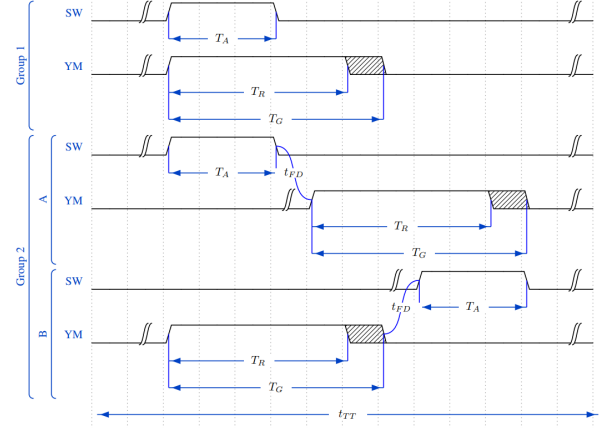 Group 1
SW
T_A
YM
T_R
T_G
Group 2
A
SW
T_A
t_FD
YM
T_R
T_G
B
SW
t_FD
T_A
YM
T_R
T_G
t_TT